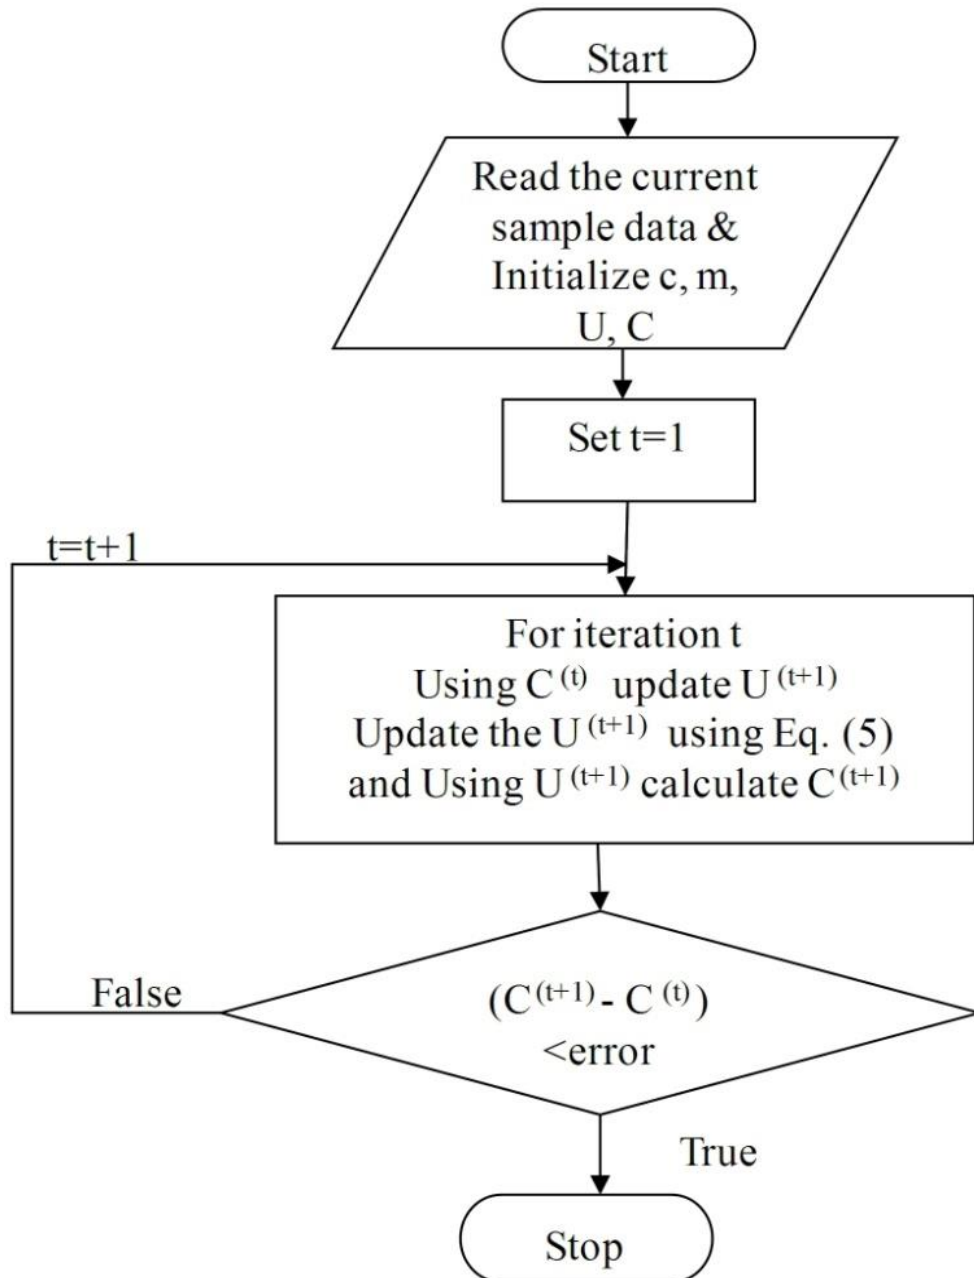 Start
Read the current
sample data &
Initialize c, m,
U, C
Set t=1
t=t+1
For iteration t
Using C⁽ᵗ⁾ update U⁽ᵗ⁺¹⁾
Update the U⁽ᵗ⁺¹⁾ using Eq. (5)
and Using U⁽ᵗ⁺¹⁾ calculate C⁽ᵗ⁺¹⁾
False
(C⁽ᵗ⁺¹⁾- C⁽ᵗ⁾)
<error
True
Stop